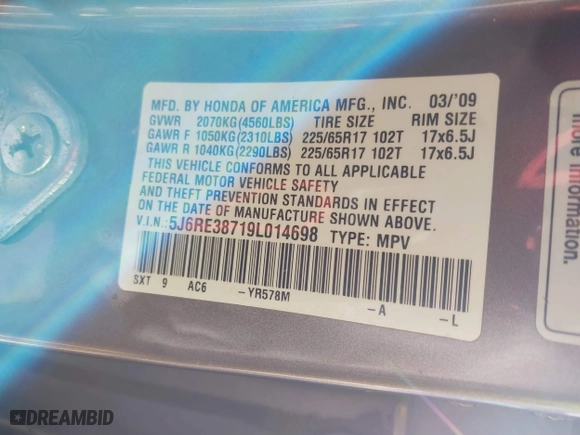 MFD. BY HONDA OF AMERICA MFG., INC. 03/'09
GVWR 2070KG(4560LBS) TIRE SIZE RIM SIZE
GAWR F 1050KG(2310LBS) 225/65R17 102T 17x6.5J
GAWR R 1040KG(2290LBS) 225/65R17 102T 17x6.5J
THIS VEHICLE CONFORMS TO ALL APPLICABLE
FEDERAL MOTOR VEHICLE SAFETY
AND THEFT PREVENTION STANDARDS IN EFFECT
ON THE DATE OF MANUFACTURE SHOWN ABOVE.
V.I.N.: 5J6RE38719L014698 TYPE: MPV
SXT 9 AC6 -YR578M -A -L
more
information.
DREAMBID